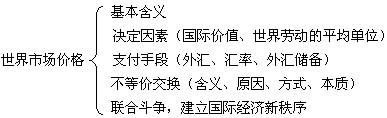 基本含义
决定因素（国际价值、世界劳动的平均单位）
世界市场价格
支付手段（外汇、汇率、外汇储备）
不等价交换（含义、原因、方式、本质）
联合斗争，建立国际经济新秩序